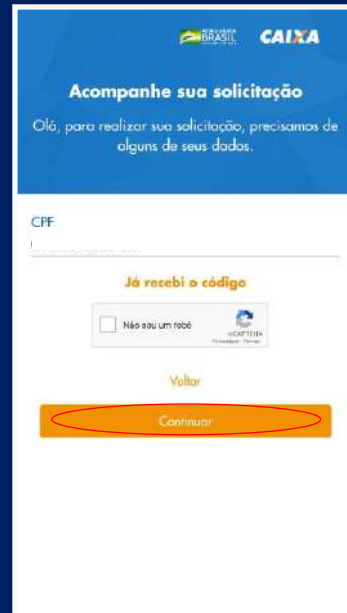 BRASIL CAIXA
Acompanhe sua solicitação
Olá, para realizar sua solicitação, precisamos de
alguns de seus dados.
CPF
Já recebi o código
Não sou um robô
reCAPTCHA
Voltar
Continuar